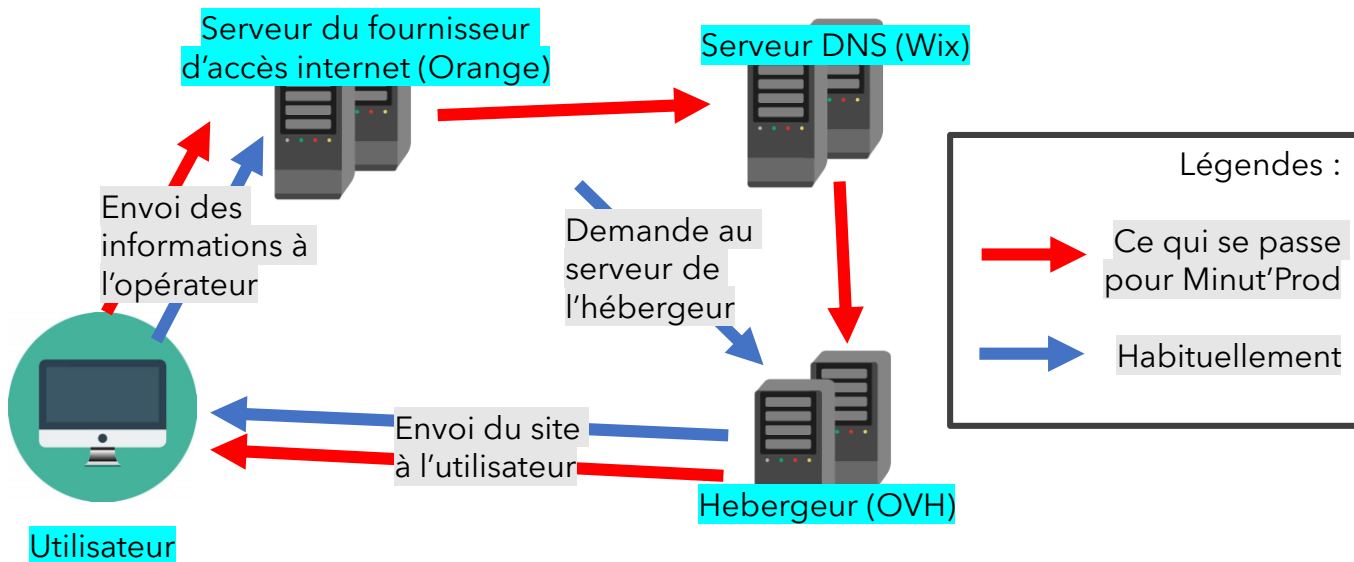 Serveur du fournisseur
d’accès internet (Orange)
Serveur DNS (Wix)
Légendes :
Envoi des
informations à
l’opérateur
Demande au
serveur de
l’hébergeur
Ce qui se passe
pour Minut’Prod
Habituellement
Envoi du site
à l’utilisateur
Hebergeur (OVH)
Utilisateur